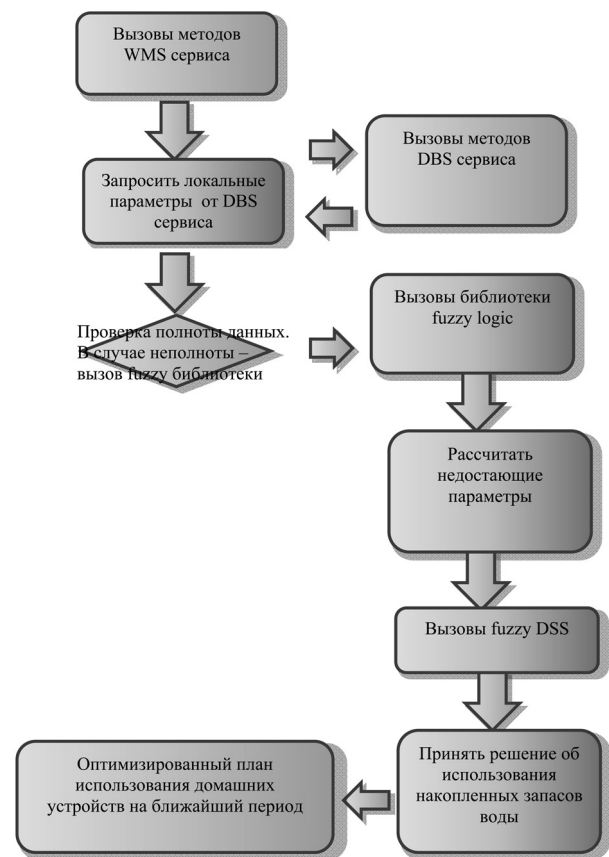 Вызовы методов
WMS сервиса
Запросить локальные
параметры от DBS
сервиса
Вызовы методов
DBS сервиса
Проверка полноты данных.
В случае неполноты –
вызов fuzzy библиотеки
Вызовы библиотеки
fuzzy logic
Рассчитать
недостающие
параметры
Вызовы fuzzy DSS
Принять решение об
использования
накопленных запасов
воды
Оптимизированный план
использования домашних
устройств на ближайший период